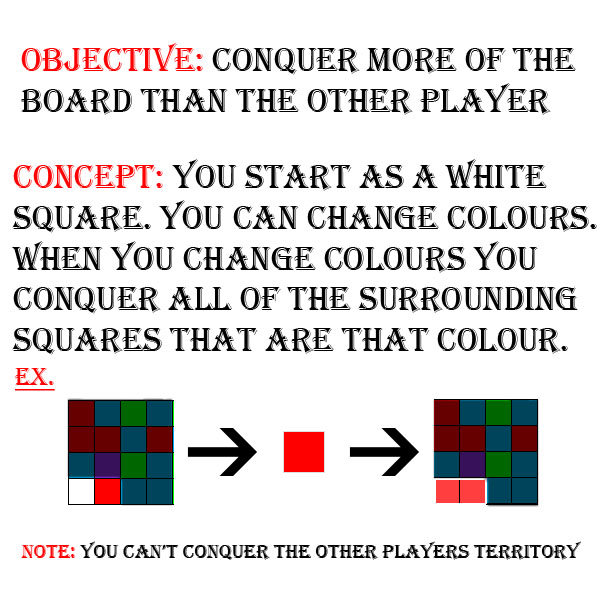 OBJECTIVE: CONQUER MORE OF THE
BOARD THAN THE OTHER PLAYER
CONCEPT: YOU START AS A WHITE
SQUARE. YOU CAN CHANGE COLOURS.
WHEN YOU CHANGE COLOURS YOU
CONQUER ALL OF THE SURROUNDING
SQUARES THAT ARE THAT COLOUR.
EX.
NOTE: YOU CAN'T CONQUER THE OTHER PLAYERS TERRITORY